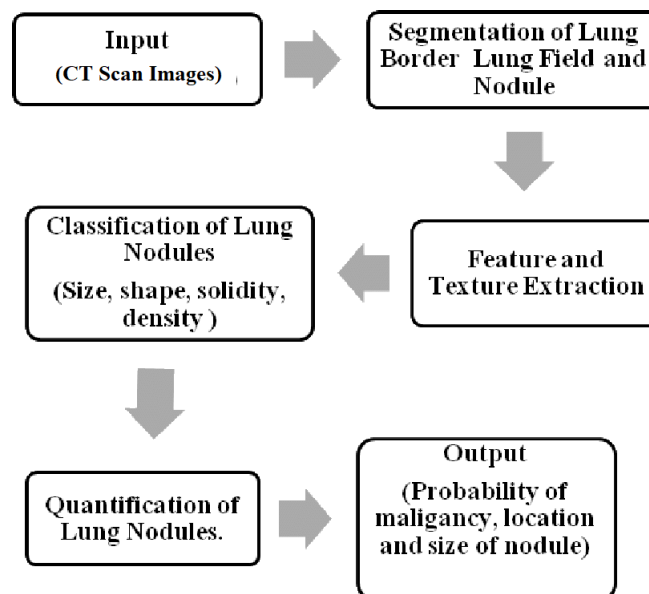 Input
(CT Scan Images)
Segmentation of Lung
Border Lung Field and
Nodule
Feature and
Texture Extraction
Classification of Lung
Nodules
(Size, shape, solidity,
density )
Quantification of
Lung Nodules.
Output
(Probability of
maligancy, location
and size of nodule)